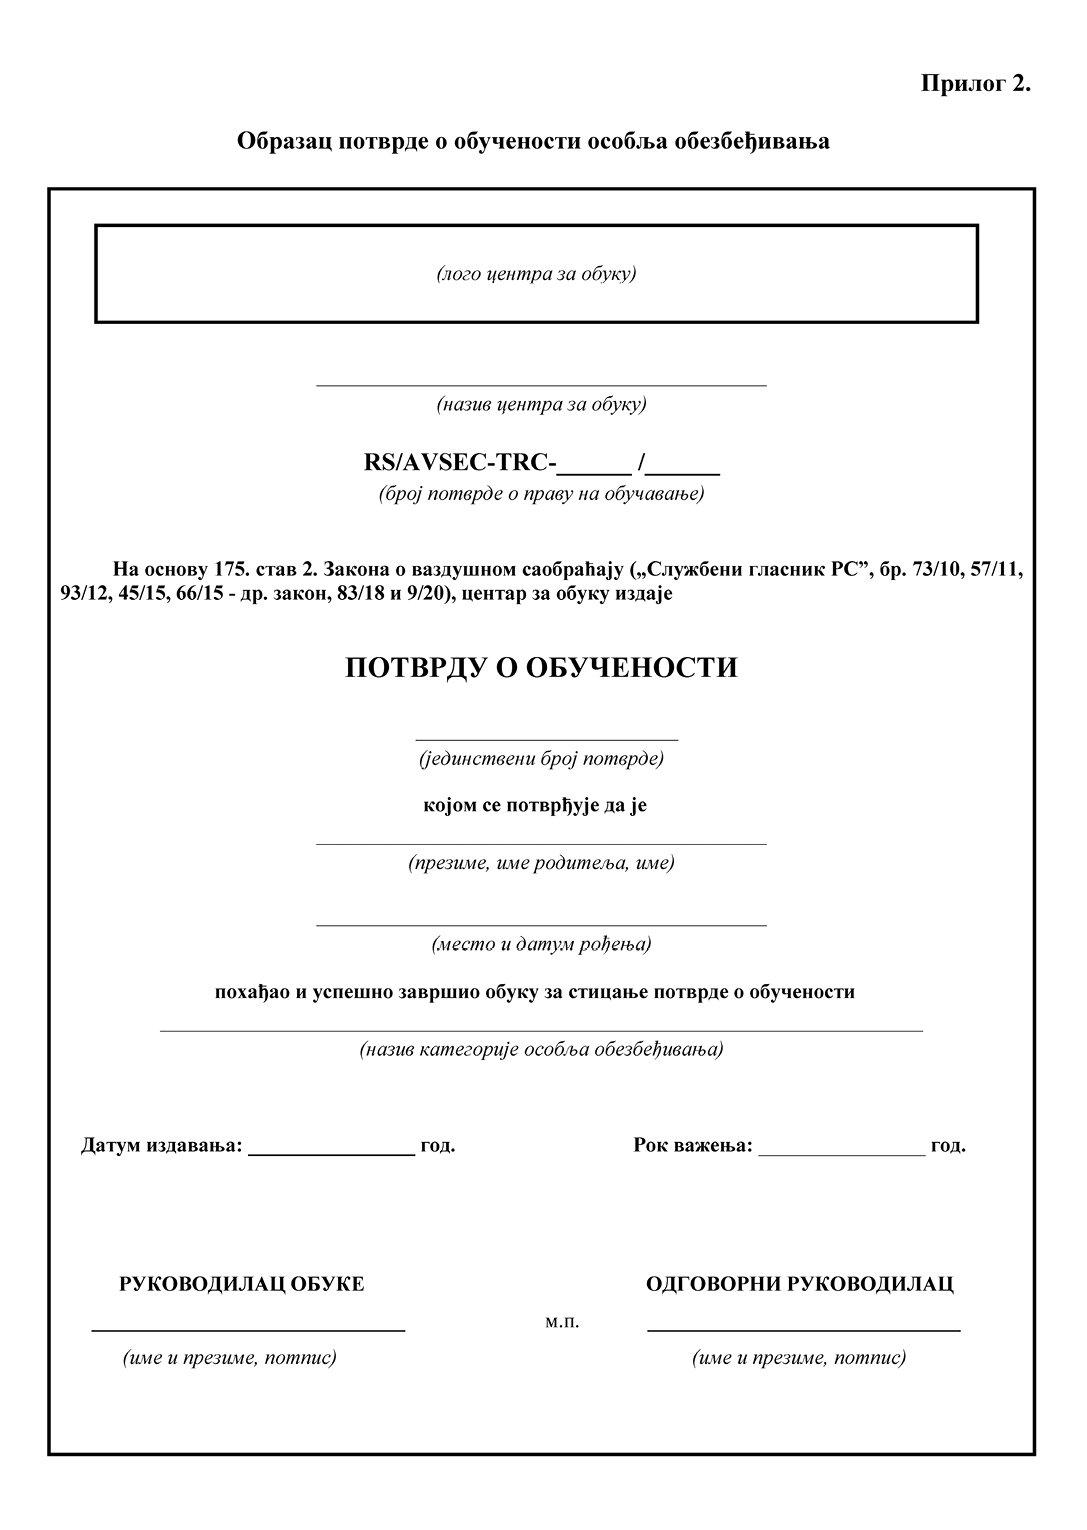 Прилог 2.
Образац потврде о обучености особља обезбеђивања
(лого центра за обуку)
(назив центра за обуку)
RS/AVSEC-TRC-______ /______
(број потврде о праву на обучавање)
На основу 175. став 2. Закона о ваздушном саобраћају („Службени гласник РС”, бр. 73/10, 57/11,
93/12, 45/15, 66/15 - др. закон, 83/18 и 9/20), центар за обуку издаје
ПОТВРДУ О ОБУЧЕНОСТИ
(јединствени број потврде)
којом се потврђује да је
(презиме, име родитеља, име)
(место и датум рођења)
похађао и успешно завршио обуку за стицање потврде о обучености
(назив категорије особља обезбеђивања)
Датум издавања: ________________ год. Рок важења: ________________ год.
РУКОВОДИЛАЦ ОБУКЕ ОДГОВОРНИ РУКОВОДИЛАЦ
м.п.
(име и презиме, потпис) (име и презиме, потпис)